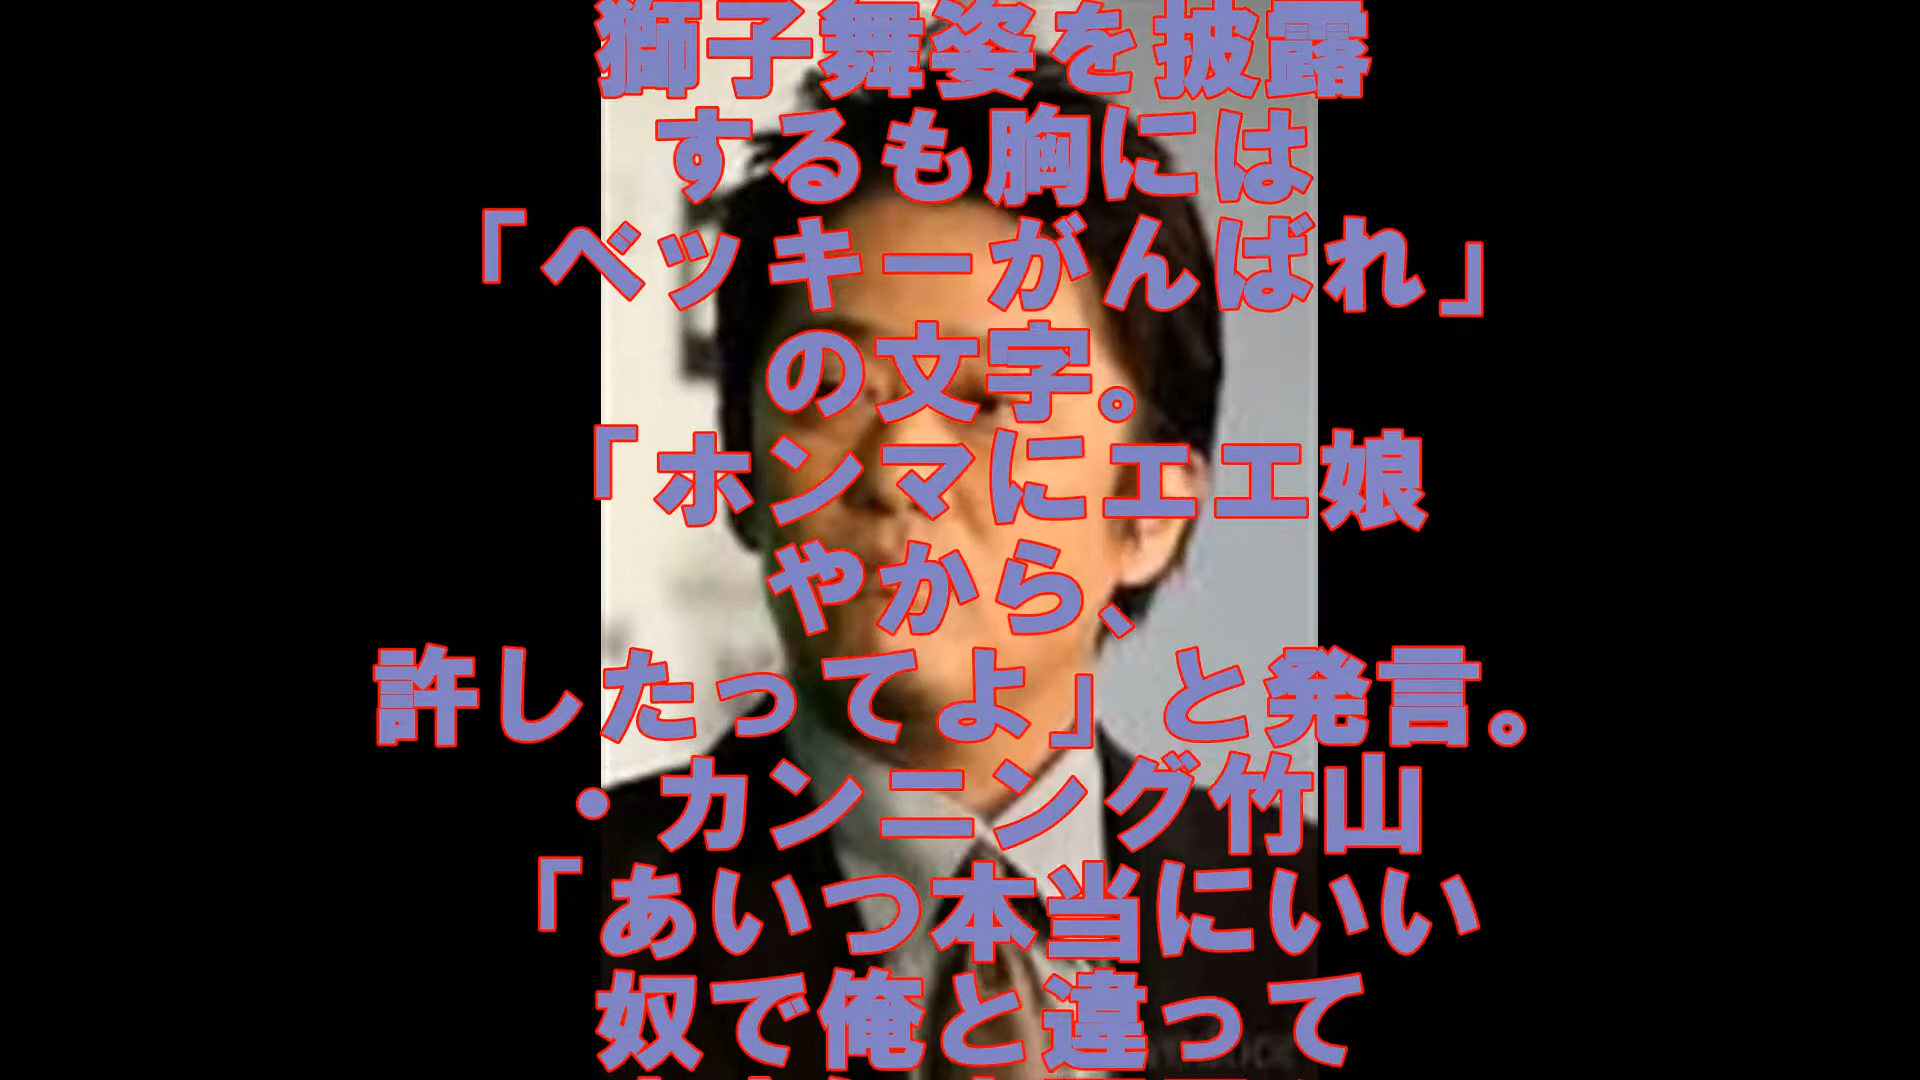 獅子舞姿を披露
するも胸には
「ベッキーがんばれ」
の文字。
「ホンマにエエ娘
やから、
許したってよ」と発言。
・カンニング竹山
「あいつ本当にいい
奴で俺と違って